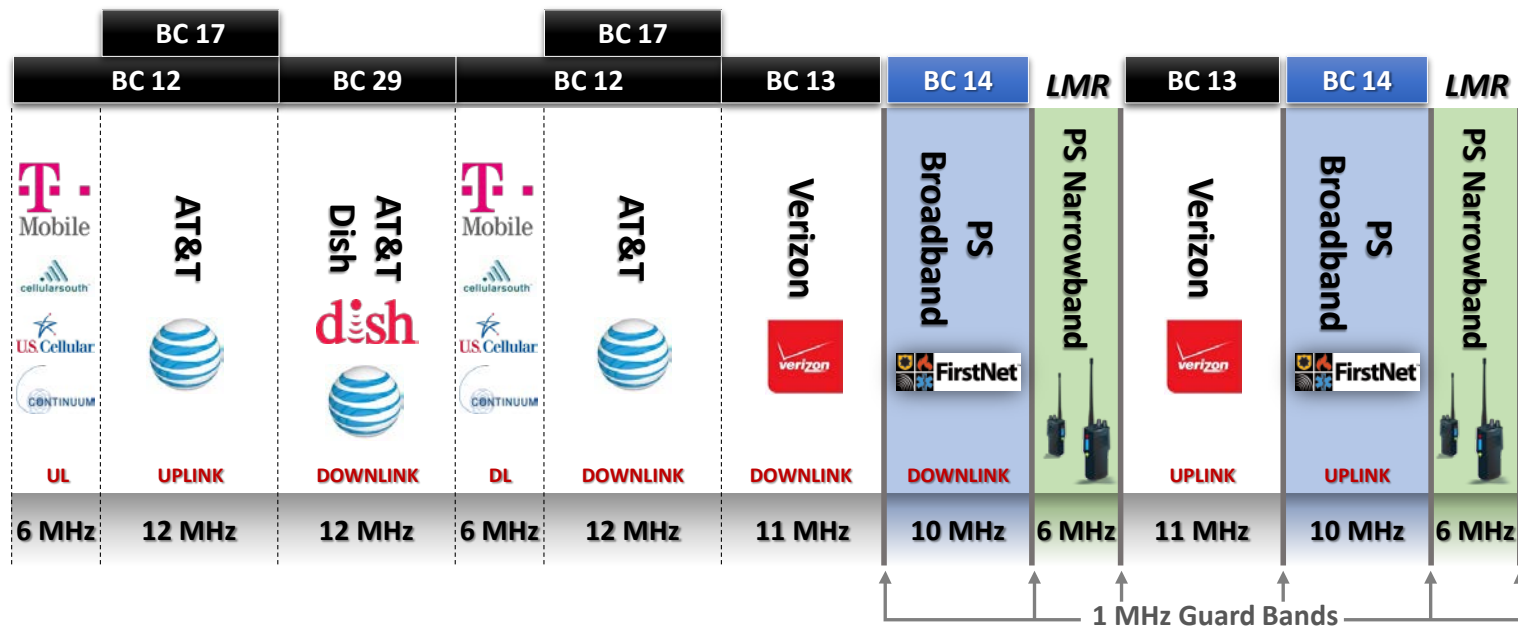 BC 17
BC 17
BC 12
BC 29
BC 12
BC 13
BC 14
LMR
BC 13
BC 14
LMR
T
Mobile
cellularsouth
U.S. Cellular
CONTINUUM
AT&T
AT&T
Dish
dish
T
Mobile
cellularsouth
U.S. Cellular
CONTINUUM
AT&T
Verizon
verizon
PS
Broadband
FirstNet
PS Narrowband
Verizon
verizon
PS
Broadband
FirstNet
PS Narrowband
UL
UPLINK
DOWNLINK
DL
DOWNLINK
DOWNLINK
DOWNLINK
UPLINK
UPLINK
6 MHz
12 MHz
12 MHz
6 MHz
12 MHz
11 MHz
10 MHz
6 MHz
11 MHz
10 MHz
6 MHz
1 MHz Guard Bands